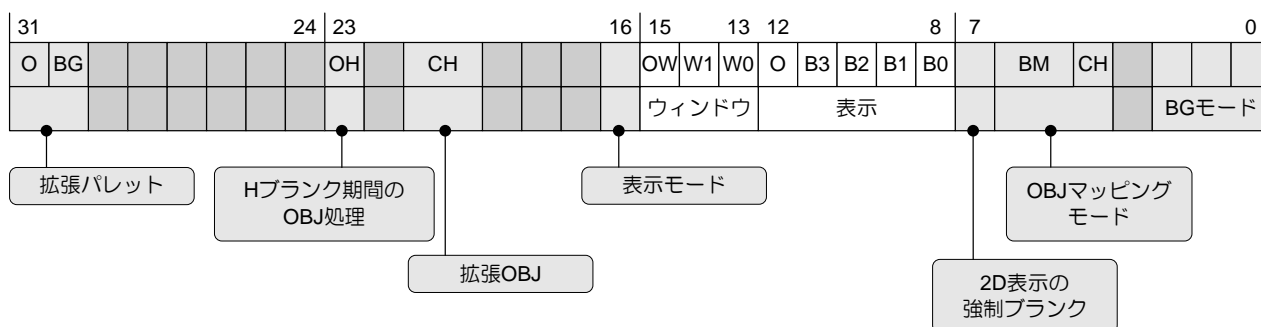 31 24 23 16 15 13 12 8 7 0
O BG OH CH OW W1 W0 O B3 B2 B1 B0 BM CH
ウィンドウ 表示 BGモード
拡張パレット
Hブランク期間の
OBJ処理
拡張OBJ
表示モード
2D表示の
強制ブランク
OBJマッピング
モード